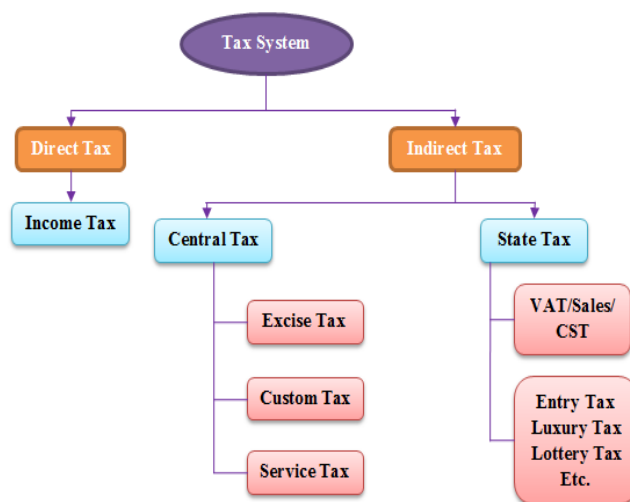 Tax System
Direct Tax
Indirect Tax
Income Tax
Central Tax
State Tax
Excise Tax
Custom Tax
Service Tax
VAT/Sales/
CST
Entry Tax
Luxury Tax
Lottery Tax
Etc.